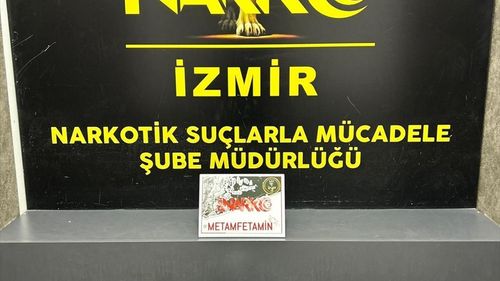 NARKO
İZMİR
NARKOTİK SUÇLARLA MÜCADELE
ŞUBE MÜDÜRLÜĞÜ
NARKO
METAMFETAMİN